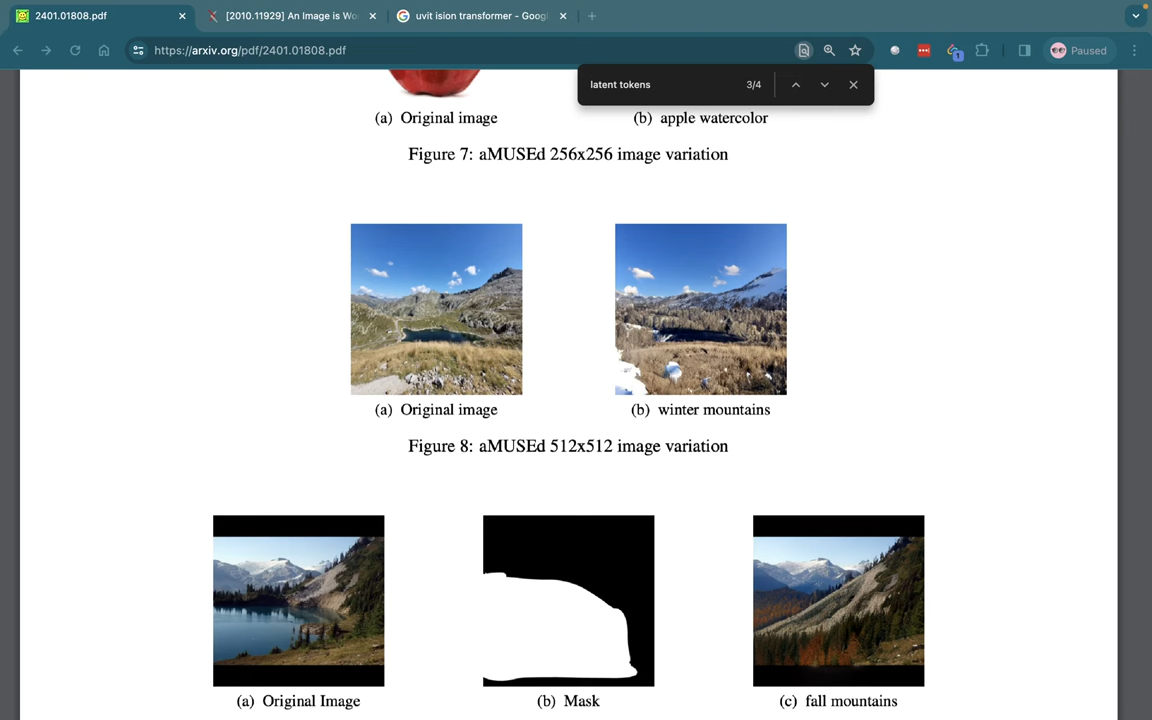 2401.01808.pdf
[2010.11929] An Image is Wo
uvit ision transformer - Googl
https://arxiv.org/pdf/2401.01808.pdf
1
Paused
latent tokens
3/4
(a) Original image
(b) apple watercolor
Figure 7: aMUSEd 256x256 image variation
(a) Original image
(b) winter mountains
Figure 8: aMUSEd 512x512 image variation
(a) Original Image
(b) Mask
(c) fall mountains